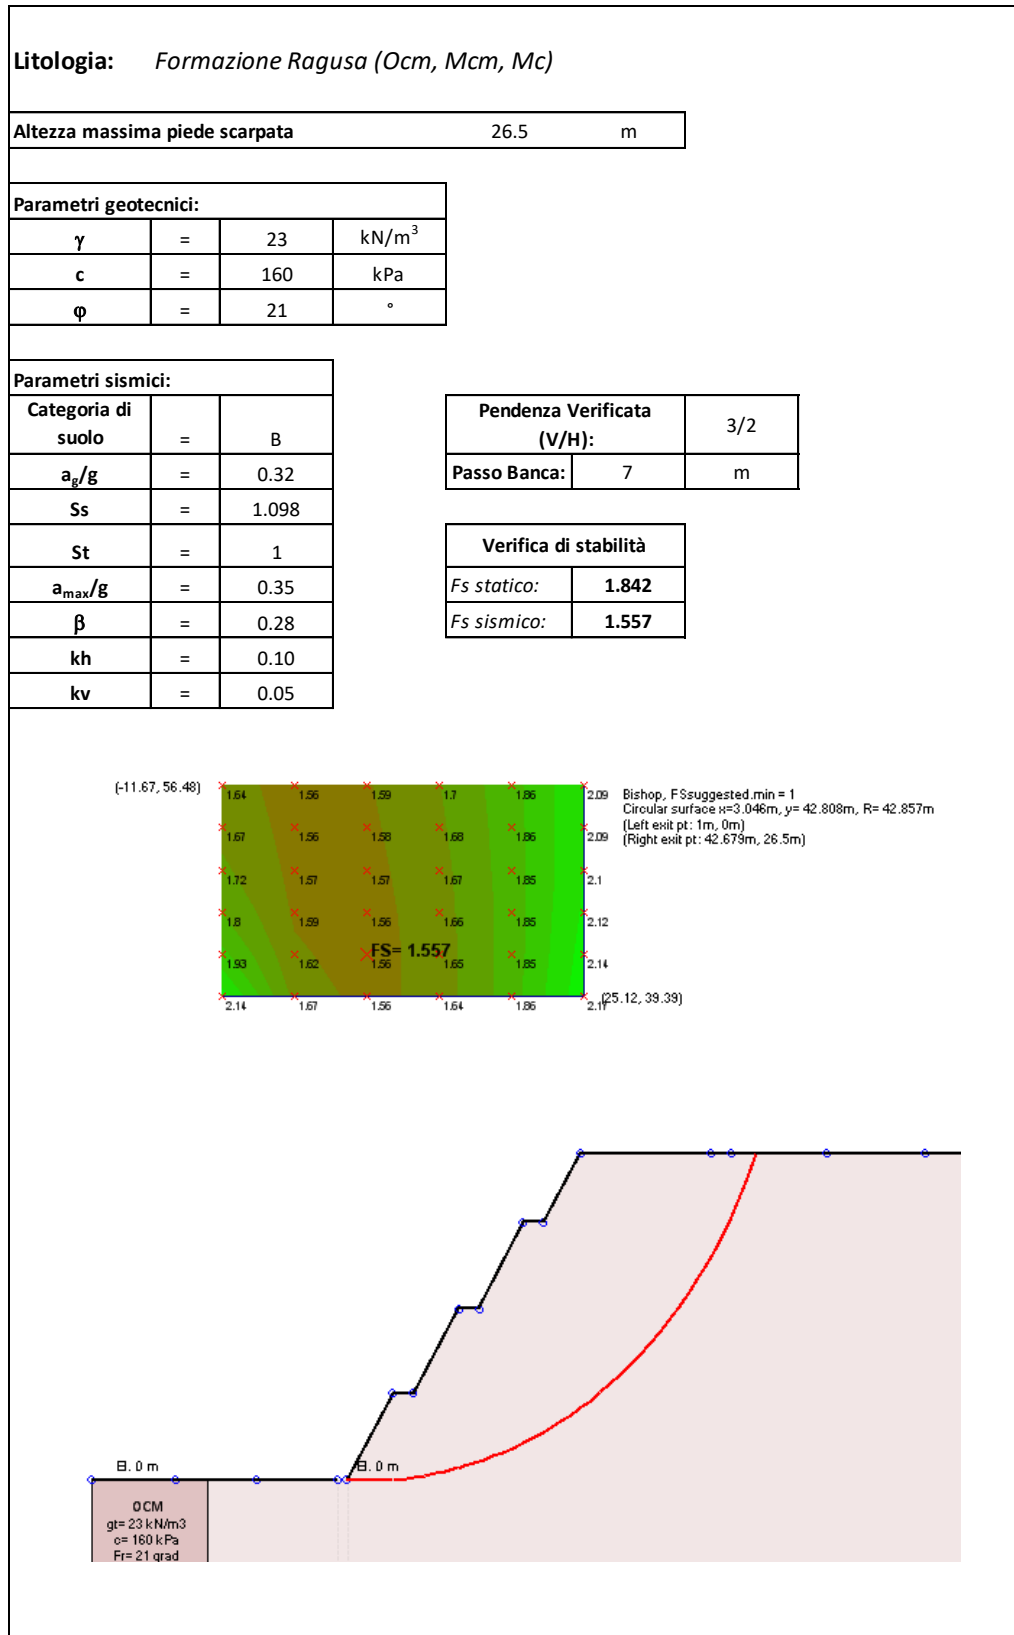 Litologia: Formazione Ragusa (Ocm, Mcm, Mc)
Altezza massima piede scarpata 26.5 m
Parametri geotecnici:
γ = 23 kN/m³
c = 160 kPa
φ = 21 °
Parametri sismici:
Categoria di suolo = B
ag/g = 0.32
Ss = 1.098
St = 1
amax/g = 0.35
β = 0.28
kh = 0.10
kv = 0.05
Pendenza Verificata (V/H): 3/2
Passo Banca: 7 m
Verifica di stabilità
Fs statico: 1.842
Fs sismico: 1.557
(-11.67, 56.48)
1.64 1.56 1.59 1.7 1.86 2.09
1.67 1.56 1.58 1.68 1.86 2.09
1.72 1.57 1.57 1.67 1.85 2.1
1.8 1.59 1.56 1.66 1.85 2.12
FS= 1.557
1.93 1.62 1.56 1.65 1.85 2.14
2.14 1.67 1.56 1.64 1.86 2.17
(25.12, 39.39)
Bishop, FSsuggested.min = 1
Circular surface x=3.046m, y= 42.808m, R= 42.857m
(Left exit pt: 1m, 0m)
(Right exit pt: 42.679m, 26.5m)
. 0 m
. 0 m
OCM
gt= 23 kN/m3
c= 160 kPa
Fr= 21 grad